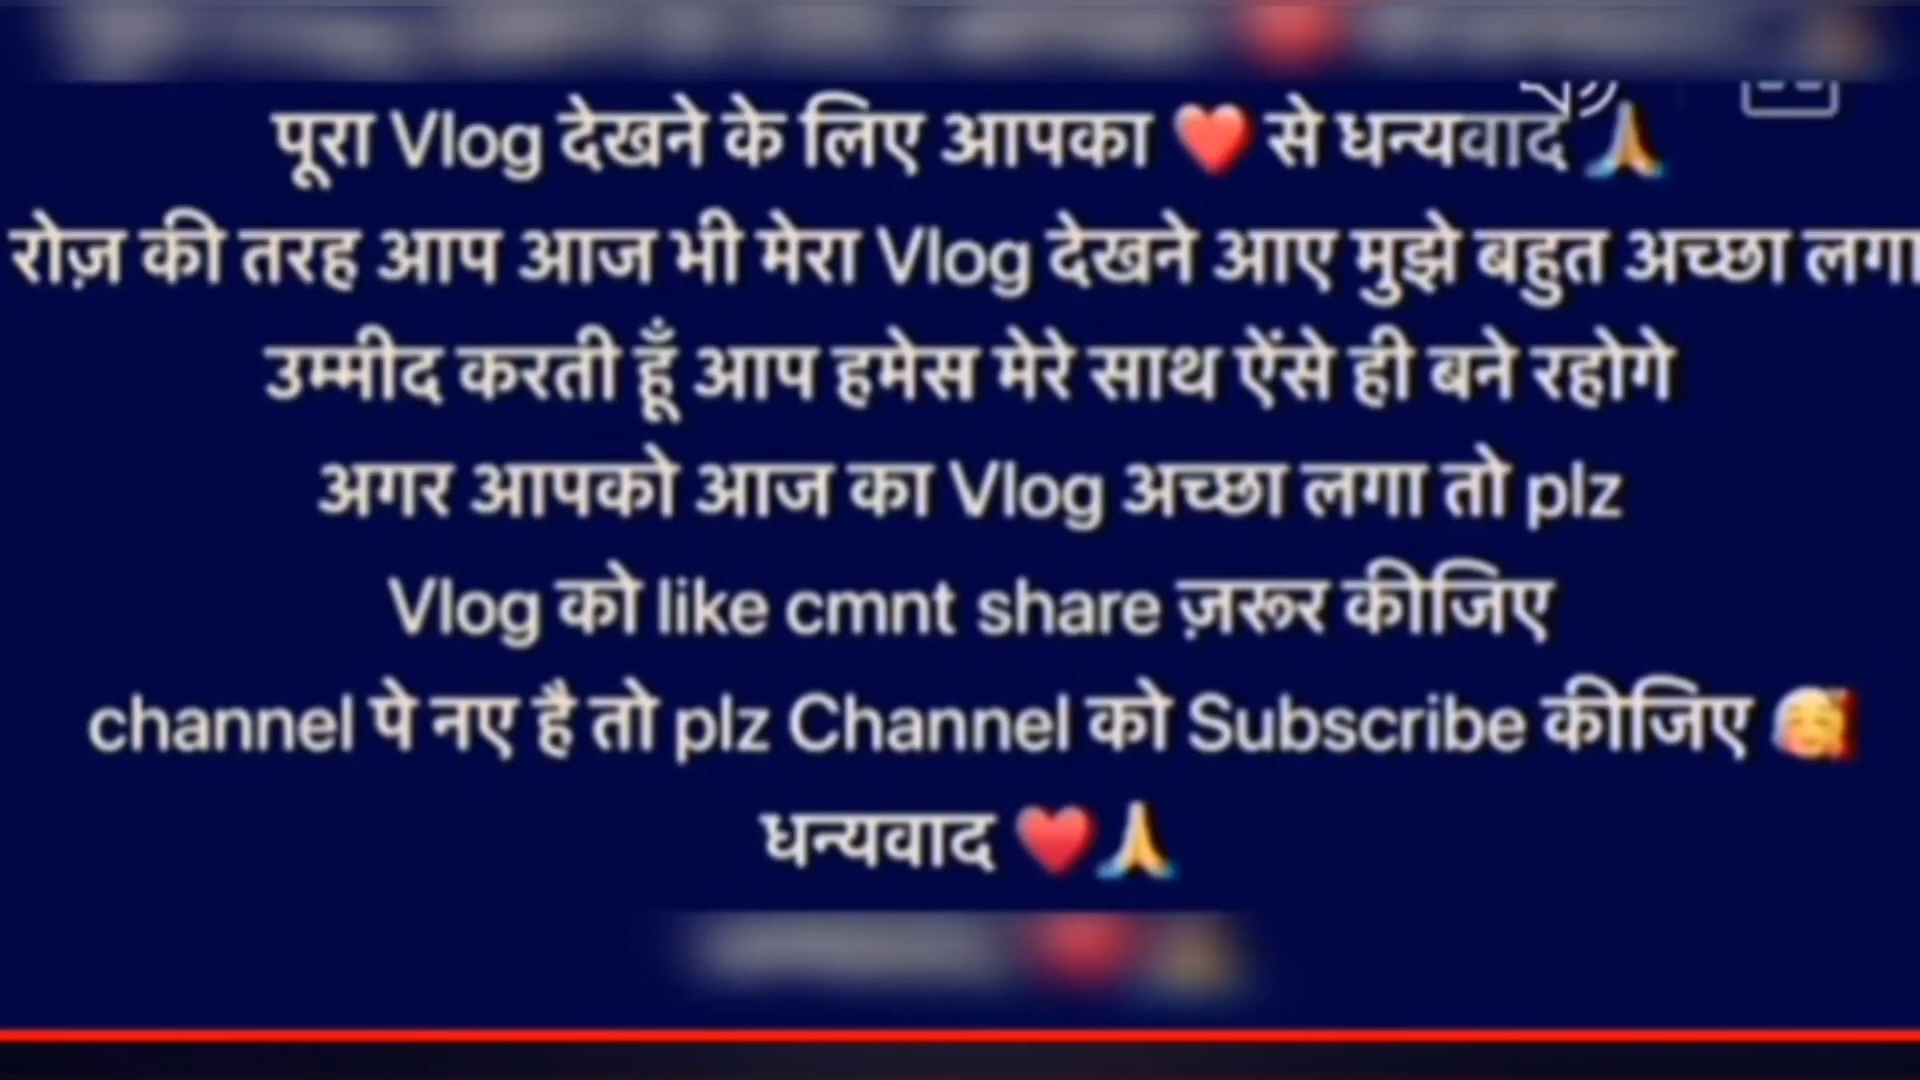 पूरा Vlog देखने के लिए आपका ❤️ से धन्यवाद 🙏
रोज़ की तरह आप आज भी मेरा Vlog देखने आए मुझे बहुत अच्छा लगा
उम्मीद करती हूँ आप हमेस मेरे साथ ऐंसे ही बने रहोगे
अगर आपको आज का Vlog अच्छा लगा तो plz
Vlog को like cmnt share ज़रूर कीजिए
channel पे नए है तो plz Channel को Subscribe कीजिए 🥰
धन्यवाद ❤️🙏